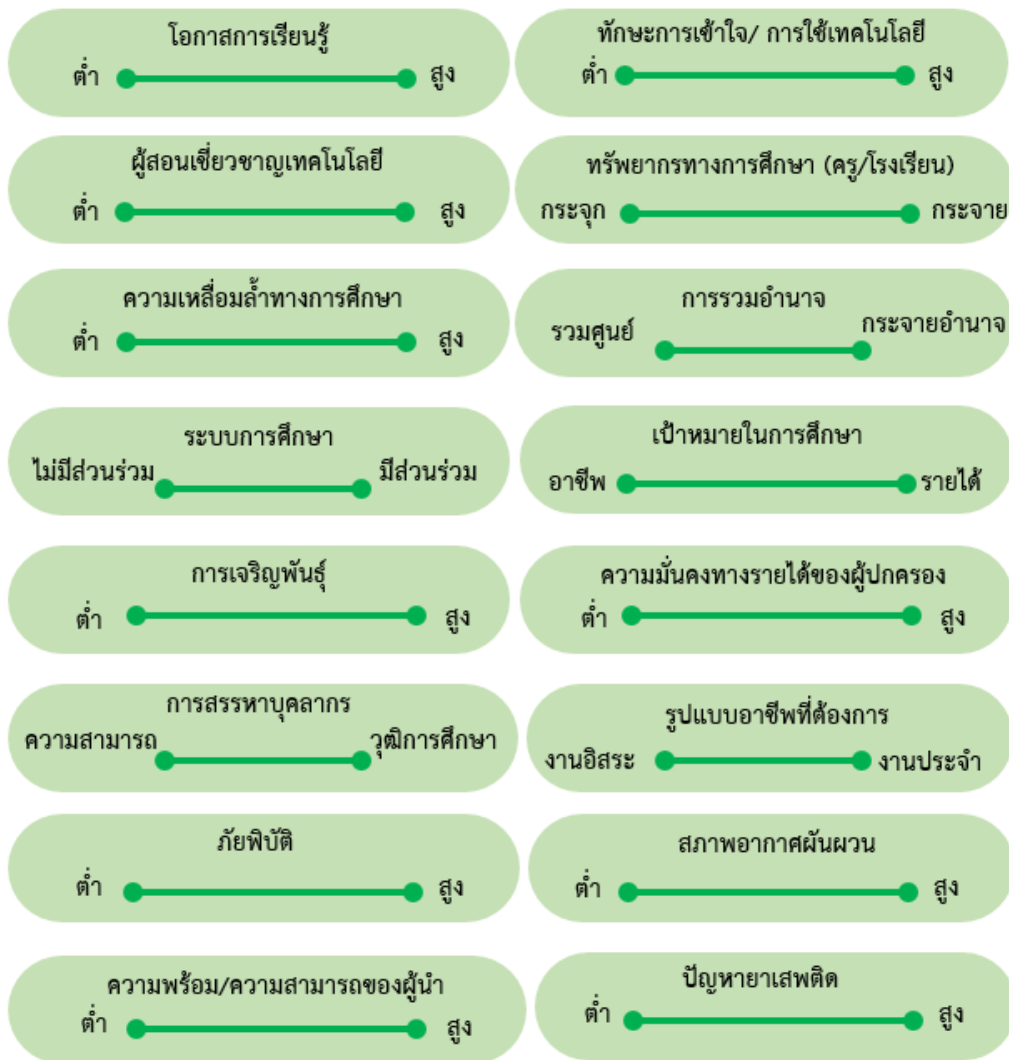 โอกาสการเรียนรู้
ต่ำ สูง
ทักษะการเข้าใจ/ การใช้เทคโนโลยี
ต่ำ สูง
ผู้สอนเชี่ยวชาญเทคโนโลยี
ต่ำ สูง
ทรัพยากรทางการศึกษา (ครู/โรงเรียน)
กระจุก กระจาย
ความเหลื่อมล้ำทางการศึกษา
ต่ำ สูง
การรวมอำนาจ
รวมศูนย์ กระจายอำนาจ
ระบบการศึกษา
ไม่มีส่วนร่วม มีส่วนร่วม
เป้าหมายในการศึกษา
อาชีพ รายได้
การเจริญพันธุ์
ต่ำ สูง
ความมั่นคงทางรายได้ของผู้ปกครอง
ต่ำ สูง
การสรรหาบุคลากร
ความสามารถ วุฒิการศึกษา
รูปแบบอาชีพที่ต้องการ
งานอิสระ งานประจำ
ภัยพิบัติ
ต่ำ สูง
สภาพอากาศผันผวน
ต่ำ สูง
ความพร้อม/ความสามารถของผู้นำ
ต่ำ สูง
ปัญหายาเสพติด
ต่ำ สูง